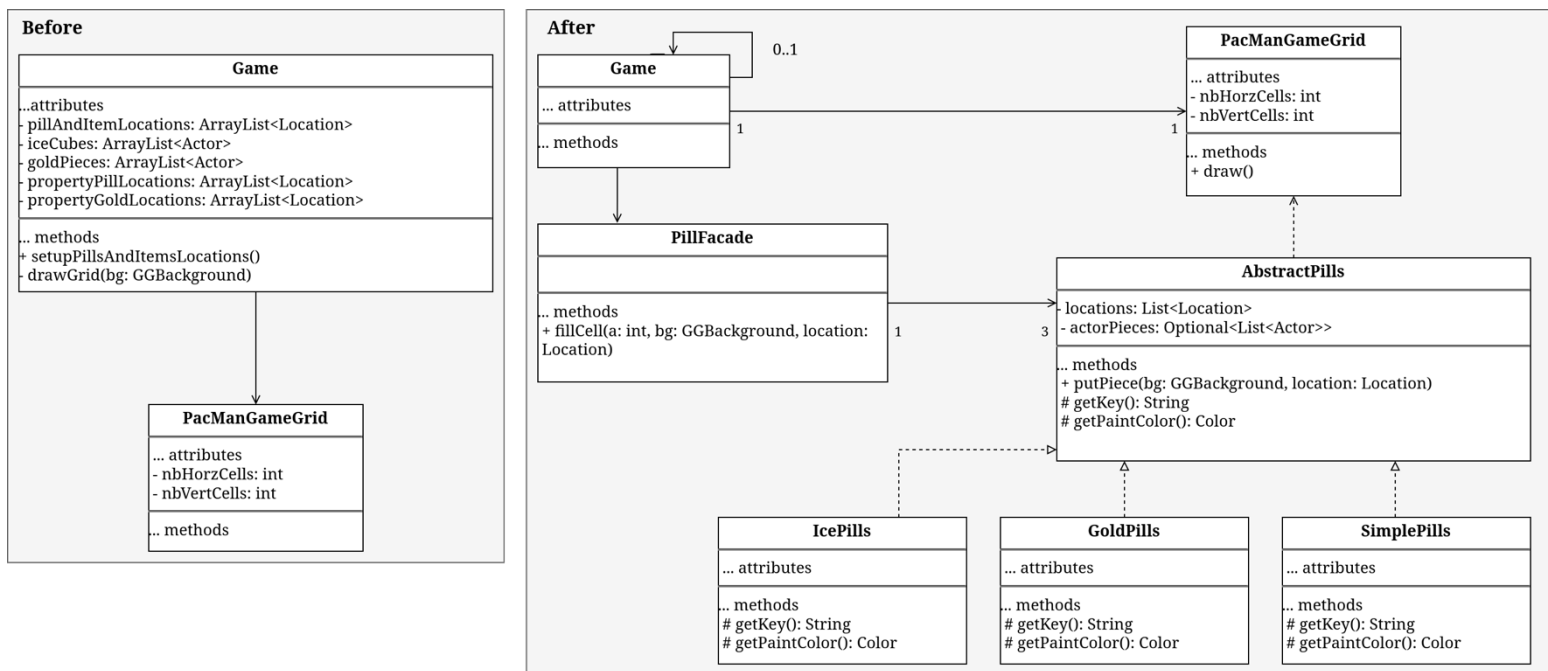 Before
Game
...attributes
- pillAndItemLocations: ArrayList<Location>
- iceCubes: ArrayList<Actor>
- goldPieces: ArrayList<Actor>
- propertyPillLocations: ArrayList<Location>
- propertyGoldLocations: ArrayList<Location>
... methods
+ setupPillsAndItemsLocations()
- drawGrid(bg: GGBackground)
PacManGameGrid
... attributes
- nbHorzCells: int
- nbVertCells: int
... methods
After
0..1
Game
... attributes
... methods
1
1
PacManGameGrid
... attributes
- nbHorzCells: int
- nbVertCells: int
... methods
+ draw()
PillFacade
... methods
+ fillCell(a: int, bg: GGBackground, location:
Location)
1
3
AbstractPills
- locations: List<Location>
- actorPieces: Optional<List<Actor>>
... methods
+ putPiece(bg: GGBackground, location: Location)
# getKey(): String
# getPaintColor(): Color
IcePills
... attributes
... methods
# getKey(): String
# getPaintColor(): Color
GoldPills
... attributes
... methods
# getKey(): String
# getPaintColor(): Color
SimplePills
... attributes
... methods
# getKey(): String
# getPaintColor(): Color